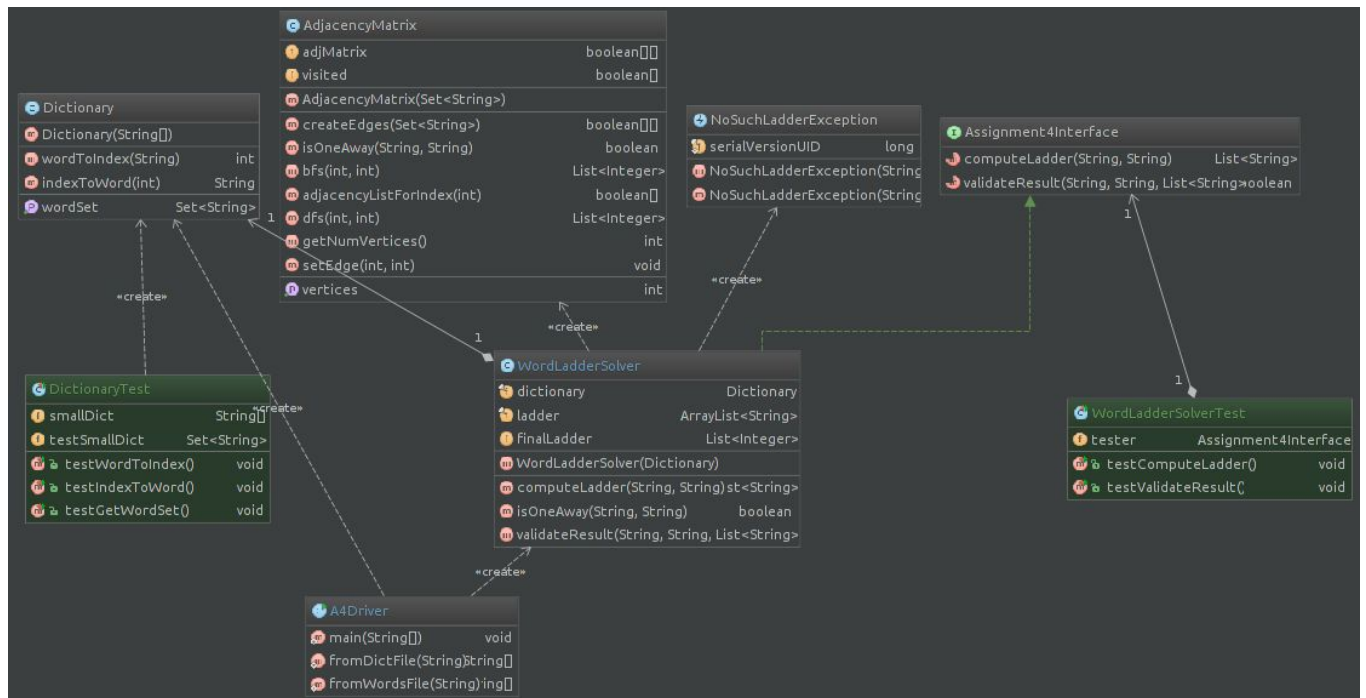 AdjacencyMatrix
adjMatrix boolean[][]
visited boolean[]
AdjacencyMatrix(Set<String>)
createEdges(Set<String>) boolean[][]
isOneAway(String, String) boolean
bfs(int, int) List<Integer>
adjacencyListForIndex(int) boolean[]
dfs(int, int) List<Integer>
getNumVertices() int
setEdge(int, int) void
vertices int
Dictionary
Dictionary(String[])
wordToIndex(String) int
indexToWord(int) String
wordSet Set<String>
NoSuchLadderException
serialVersionUID long
NoSuchLadderException(String
NoSuchLadderException(String
Assignment4Interface
computeLadder(String, String) List<String>
validateResult(String, String, List<String>
1
1
«create»
«create»
«create»
1
DictionaryTest
smallDict String[]
testSmallDict Set<String>
testWordToIndex() void
testIndexToWord() void
testGetWordSet() void
«create»
WordLadderSolver
dictionary Dictionary
ladder ArrayList<String>
finalLadder List<Integer>
WordLadderSolver(Dictionary)
computeLadder(String, String) st<String>
isOneAway(String, String) boolean
validateResult(String, String, List<String>
1
WordLadderSolverTest
tester Assignment4Interface
testComputeLadder() void
testValidateResult( void
«create»
A4Driver
main(String[]) void
fromDictFile(String) String[]
fromWordsFile(String) ing[]